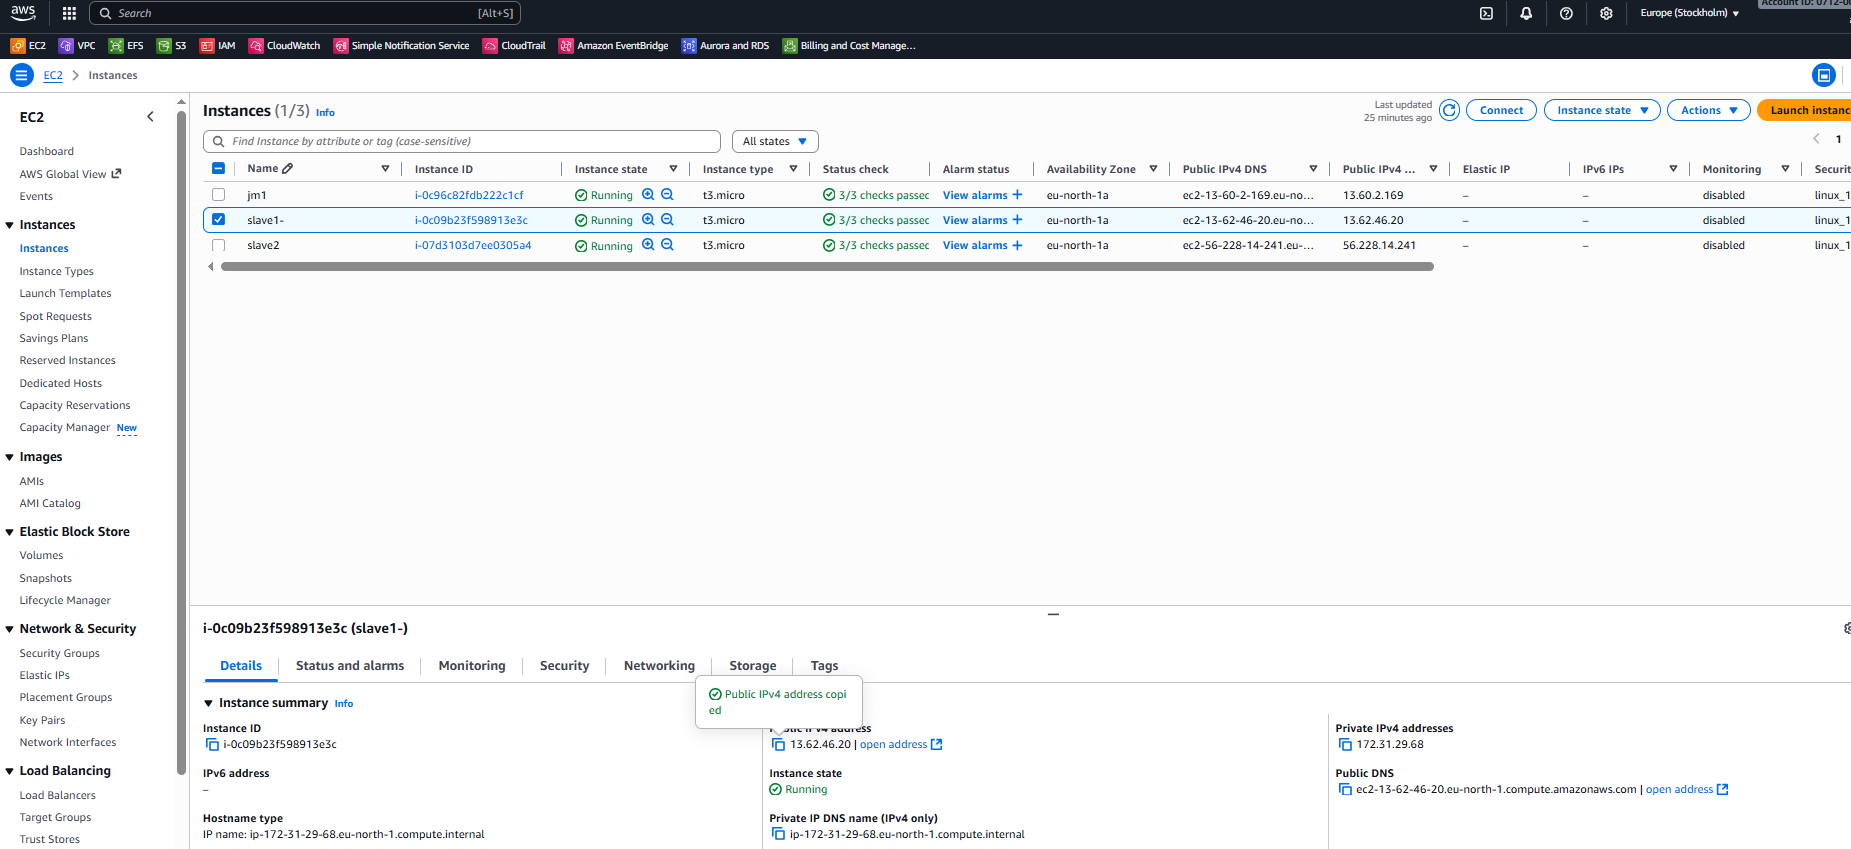 aws
Search [Alt+S]
Europe (Stockholm)
EC2 VPC EFS S3 IAM CloudWatch Simple Notification Service CloudTrail Amazon EventBridge Aurora and RDS Billing and Cost Manage...
EC2 > Instances
EC2
Dashboard
AWS Global View
Events
Instances
Instances
Instance Types
Launch Templates
Spot Requests
Savings Plans
Reserved Instances
Dedicated Hosts
Capacity Reservations
Capacity Manager New
Images
AMIs
AMI Catalog
Elastic Block Store
Volumes
Snapshots
Lifecycle Manager
Network & Security
Security Groups
Elastic IPs
Placement Groups
Key Pairs
Network Interfaces
Load Balancing
Load Balancers
Target Groups
Trust Stores
Instances (1/3) Info
Last updated
25 minutes ago
Connect Instance state Actions Launch instanc
Find Instance by attribute or tag (case-sensitive) All states 1
Name Instance ID Instance state Instance type Status check Alarm status Availability Zone Public IPv4 DNS Public IPv4 ... Elastic IP IPv6 IPs Monitoring Securit
jm1 i-0c96c82fdb222c1cf Running t3.micro 3/3 checks passed View alarms + eu-north-1a ec2-13-60-2-169.eu-no... 13.60.2.169 – – disabled linux_1
slave1- i-0c09b23f598913e3c Running t3.micro 3/3 checks passed View alarms + eu-north-1a ec2-13-62-46-20.eu-no... 13.62.46.20 – – disabled linux_1
slave2 i-07d3103d7ee0305a4 Running t3.micro 3/3 checks passed View alarms + eu-north-1a ec2-56-228-14-241.eu-... 56.228.14.241 – – disabled linux_1
i-0c09b23f598913e3c (slave1-)
Details Status and alarms Monitoring Security Networking Storage Tags
Public IPv4 address copi
ed
Instance summary Info
Instance ID
i-0c09b23f598913e3c
IPv6 address
–
Hostname type
IP name: ip-172-31-29-68.eu-north-1.compute.internal
Public IPv4 address
13.62.46.20 | open address
Instance state
Running
Private IP DNS name (IPv4 only)
ip-172-31-29-68.eu-north-1.compute.internal
Private IPv4 addresses
172.31.29.68
Public DNS
ec2-13-62-46-20.eu-north-1.compute.amazonaws.com | open address